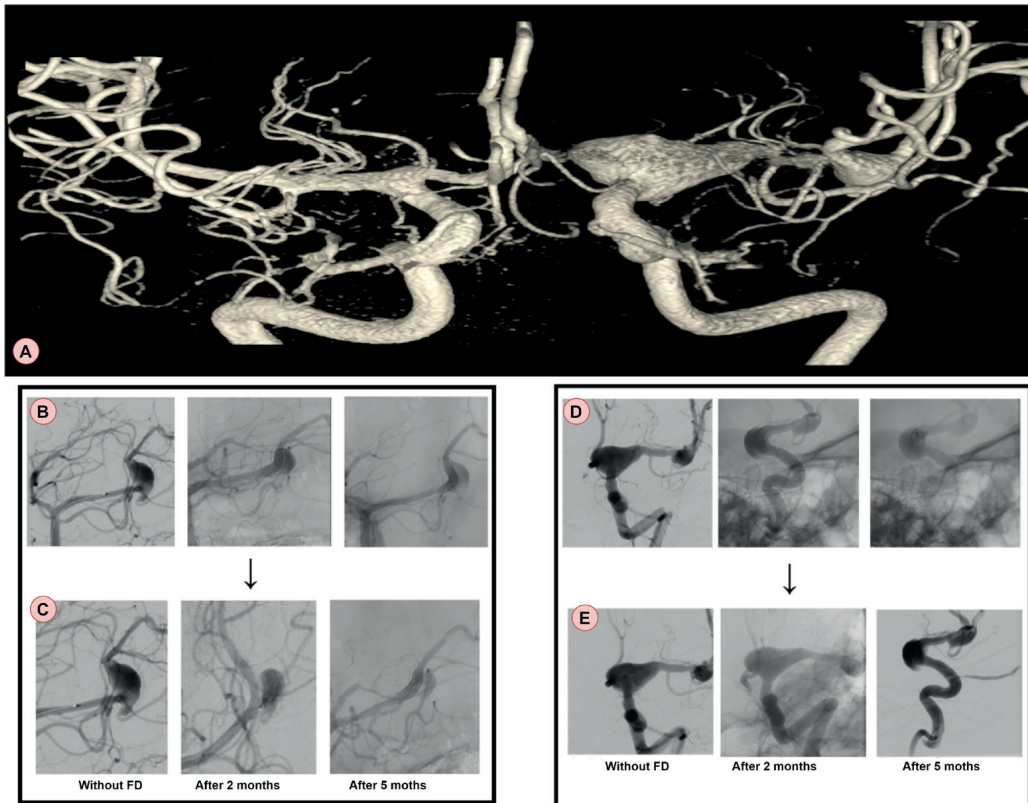 A
B
D
C
E
Without FD
After 2 months
After 5 moths
Without FD
After 2 months
After 5 moths